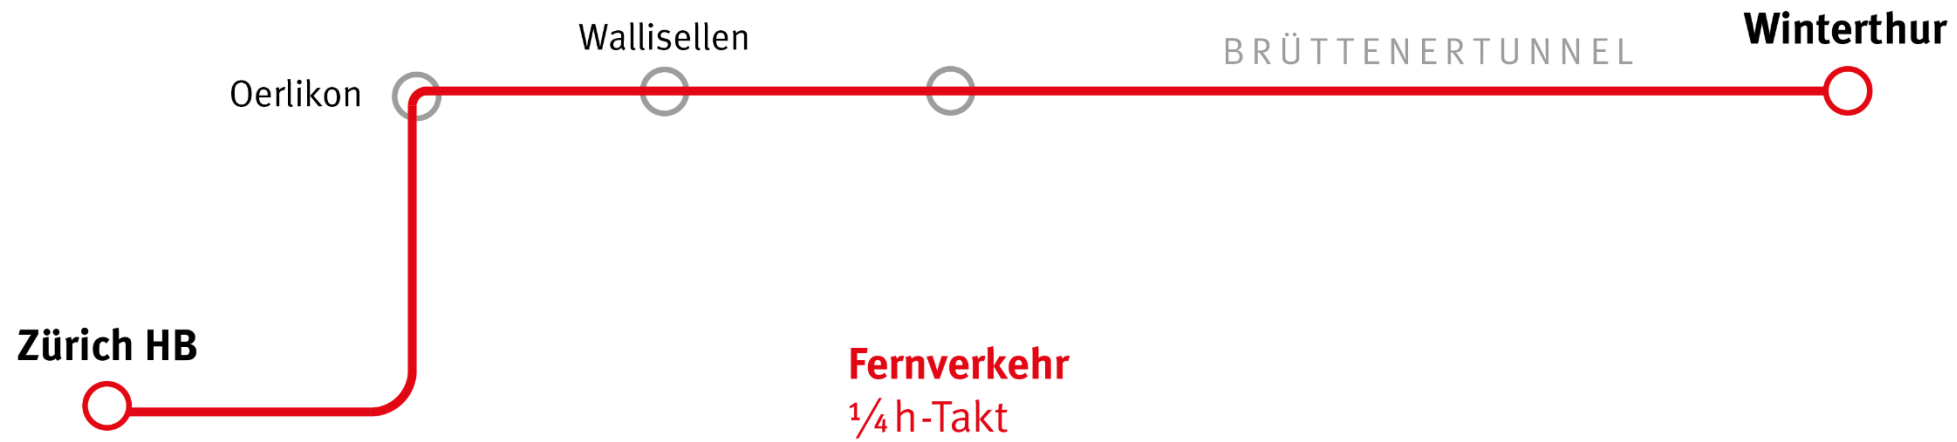 Wallisellen
BRÜTTENERTUNNEL
Winterthur
Oerlikon
Zürich HB
Fernverkehr
¼ h-Takt